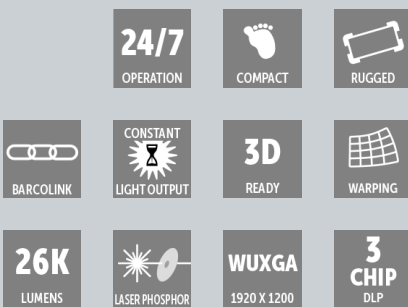 24/7
OPERATION
COMPACT
RUGGED
BARCOLINK
CONSTANT
LIGHT OUTPUT
3D
READY
WARPING
26K
LUMENS
LASER PHOSPHOR
WUXGA
1920 X 1200
3
CHIP
DLP